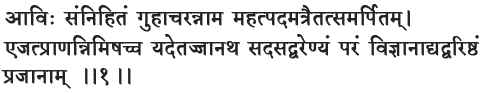 आविः संनिहितं गुहाचरन्नाम महत्पदमत्रैतत्समर्पितम्।
एजत्प्राणन्निमिषच्च यदेतज्जानथ सदसद्वरेण्यं परं विज्ञानाद्यद्वरिष्ठं
प्रजानाम् ।।१।।